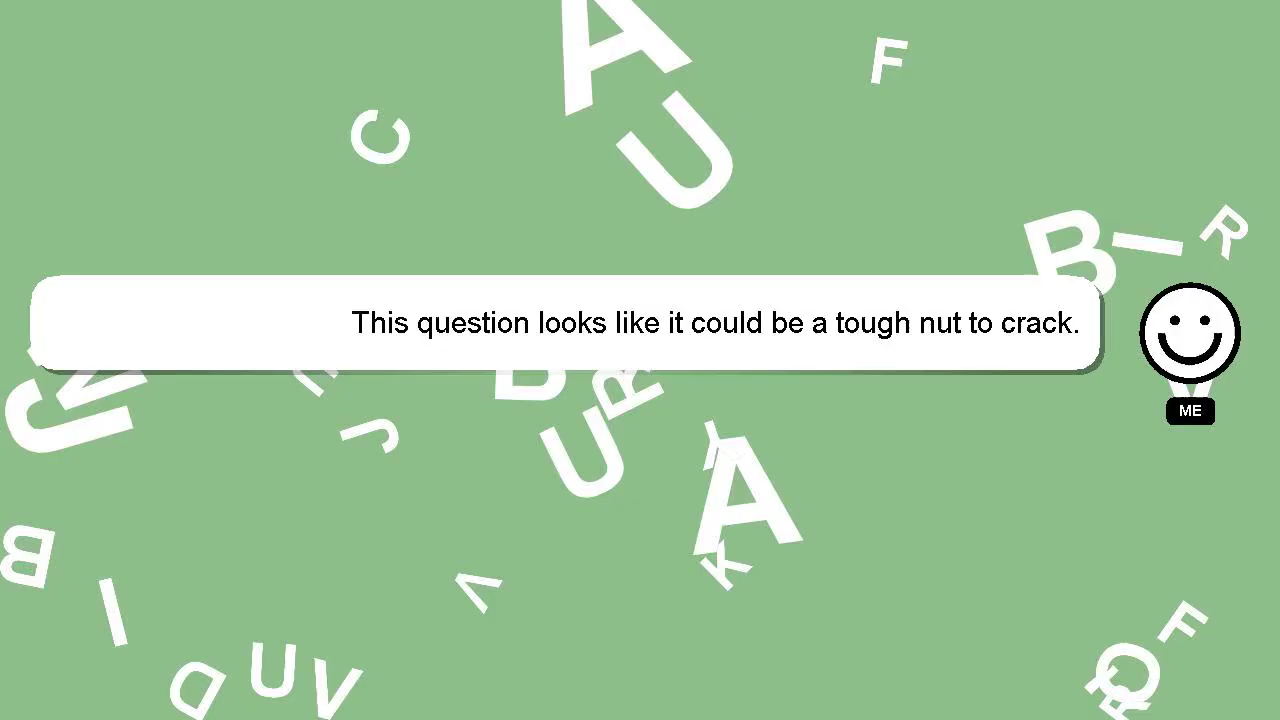 A
F
C
U
B
I
R
This question looks like it could be a tough nut to crack.
ME
J
B
R
U
J
A
K
B
I
V
D
U
V
F
Q
R